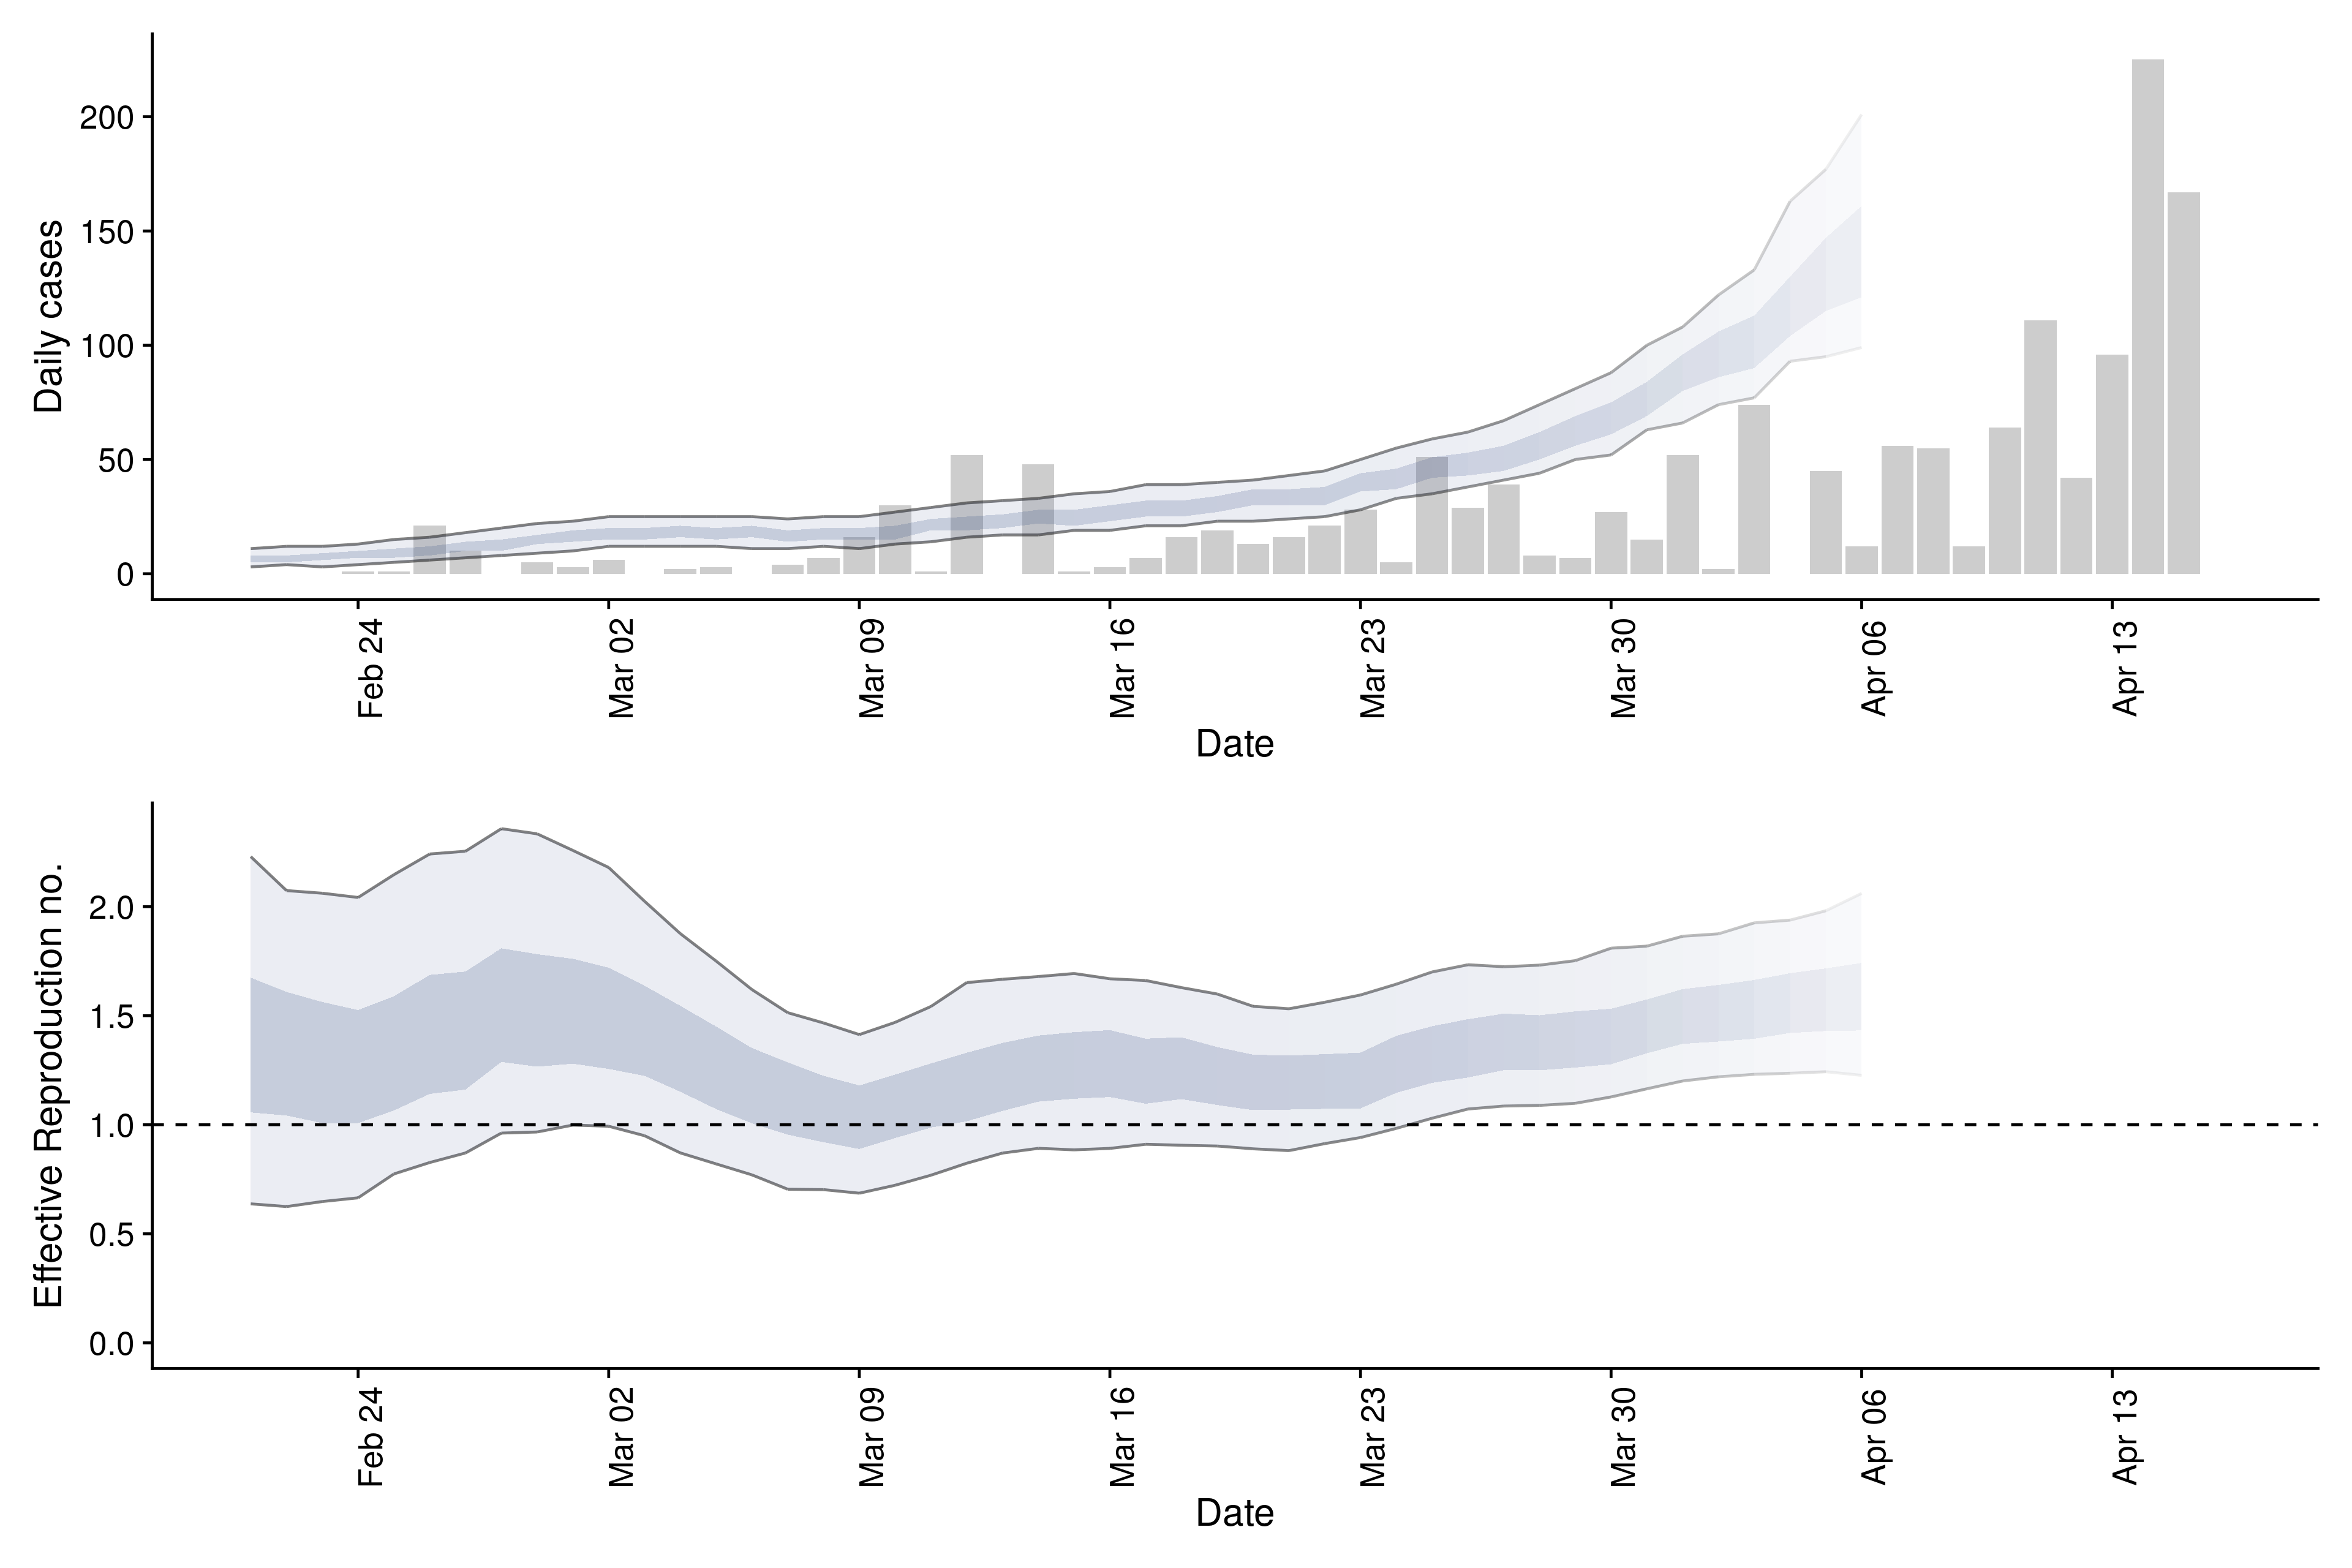 Daily cases
200
150
100
50
0
Feb 24
Mar 02
Mar 09
Mar 16
Mar 23
Mar 30
Apr 06
Apr 13
Date
Effective Reproduction no.
2.0
1.5
1.0
0.5
0.0
Feb 24
Mar 02
Mar 09
Mar 16
Mar 23
Mar 30
Apr 06
Apr 13
Date